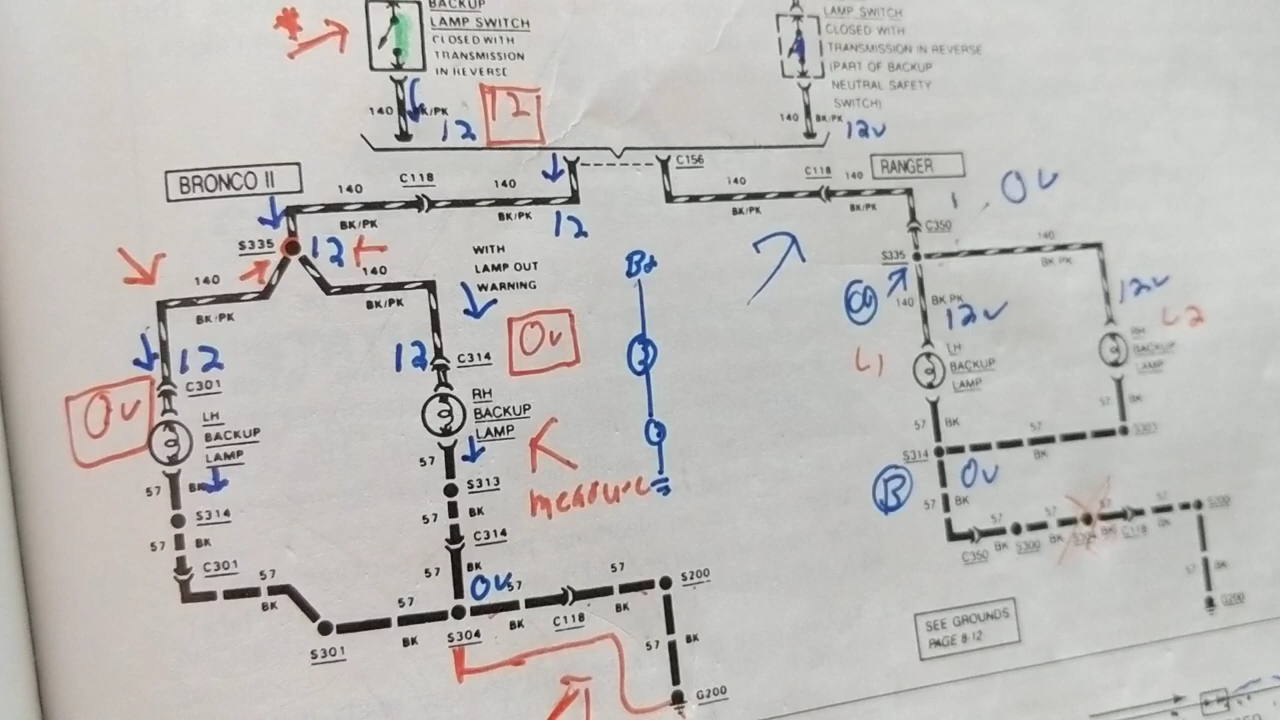 BACKUP
LAMP SWITCH
CLOSED WITH
TRANSMISSION
IN REVERSE
LAMP SWITCH
CLOSED WITH
TRANSMISSION IN REVERSE
(PART OF BACKUP
NEUTRAL SAFETY
SWITCH)
140
BK/PK
12
12
140
BK/PK
12v
BRONCO II
140
C118
140
BK/PK
BK/PK
12
C156
140
C118
140
RANGER
BK/PK
BK/PK
0v
C350
S335
12
S335
140
BK PK
140
140
BK/PK
BK/PK
WITH
LAMP OUT
WARNING
B+
140
BK PK
12v
12v
12
12
0v
C301
C314
0v
LH
BACKUP
LAMP
RH
BACKUP
LAMP
L1
LH
BACKUP
LAMP
RH
BACKUP
LAMP
L2
57
BK
S314
57
BK
C301
57
S313
57
BK
C314
57
BK
measure
57
BK
57
BK
S303
57
BK
S314
0v
B
57
BK
57
BK
57
BK
57
BK
C350
S300
S304
C118
S200
57
BK
G200
57
BK
S301
57
BK
0v
S304
57
BK
C118
57
BK
S200
57
BK
G200
SEE GROUNDS
PAGE 8-12